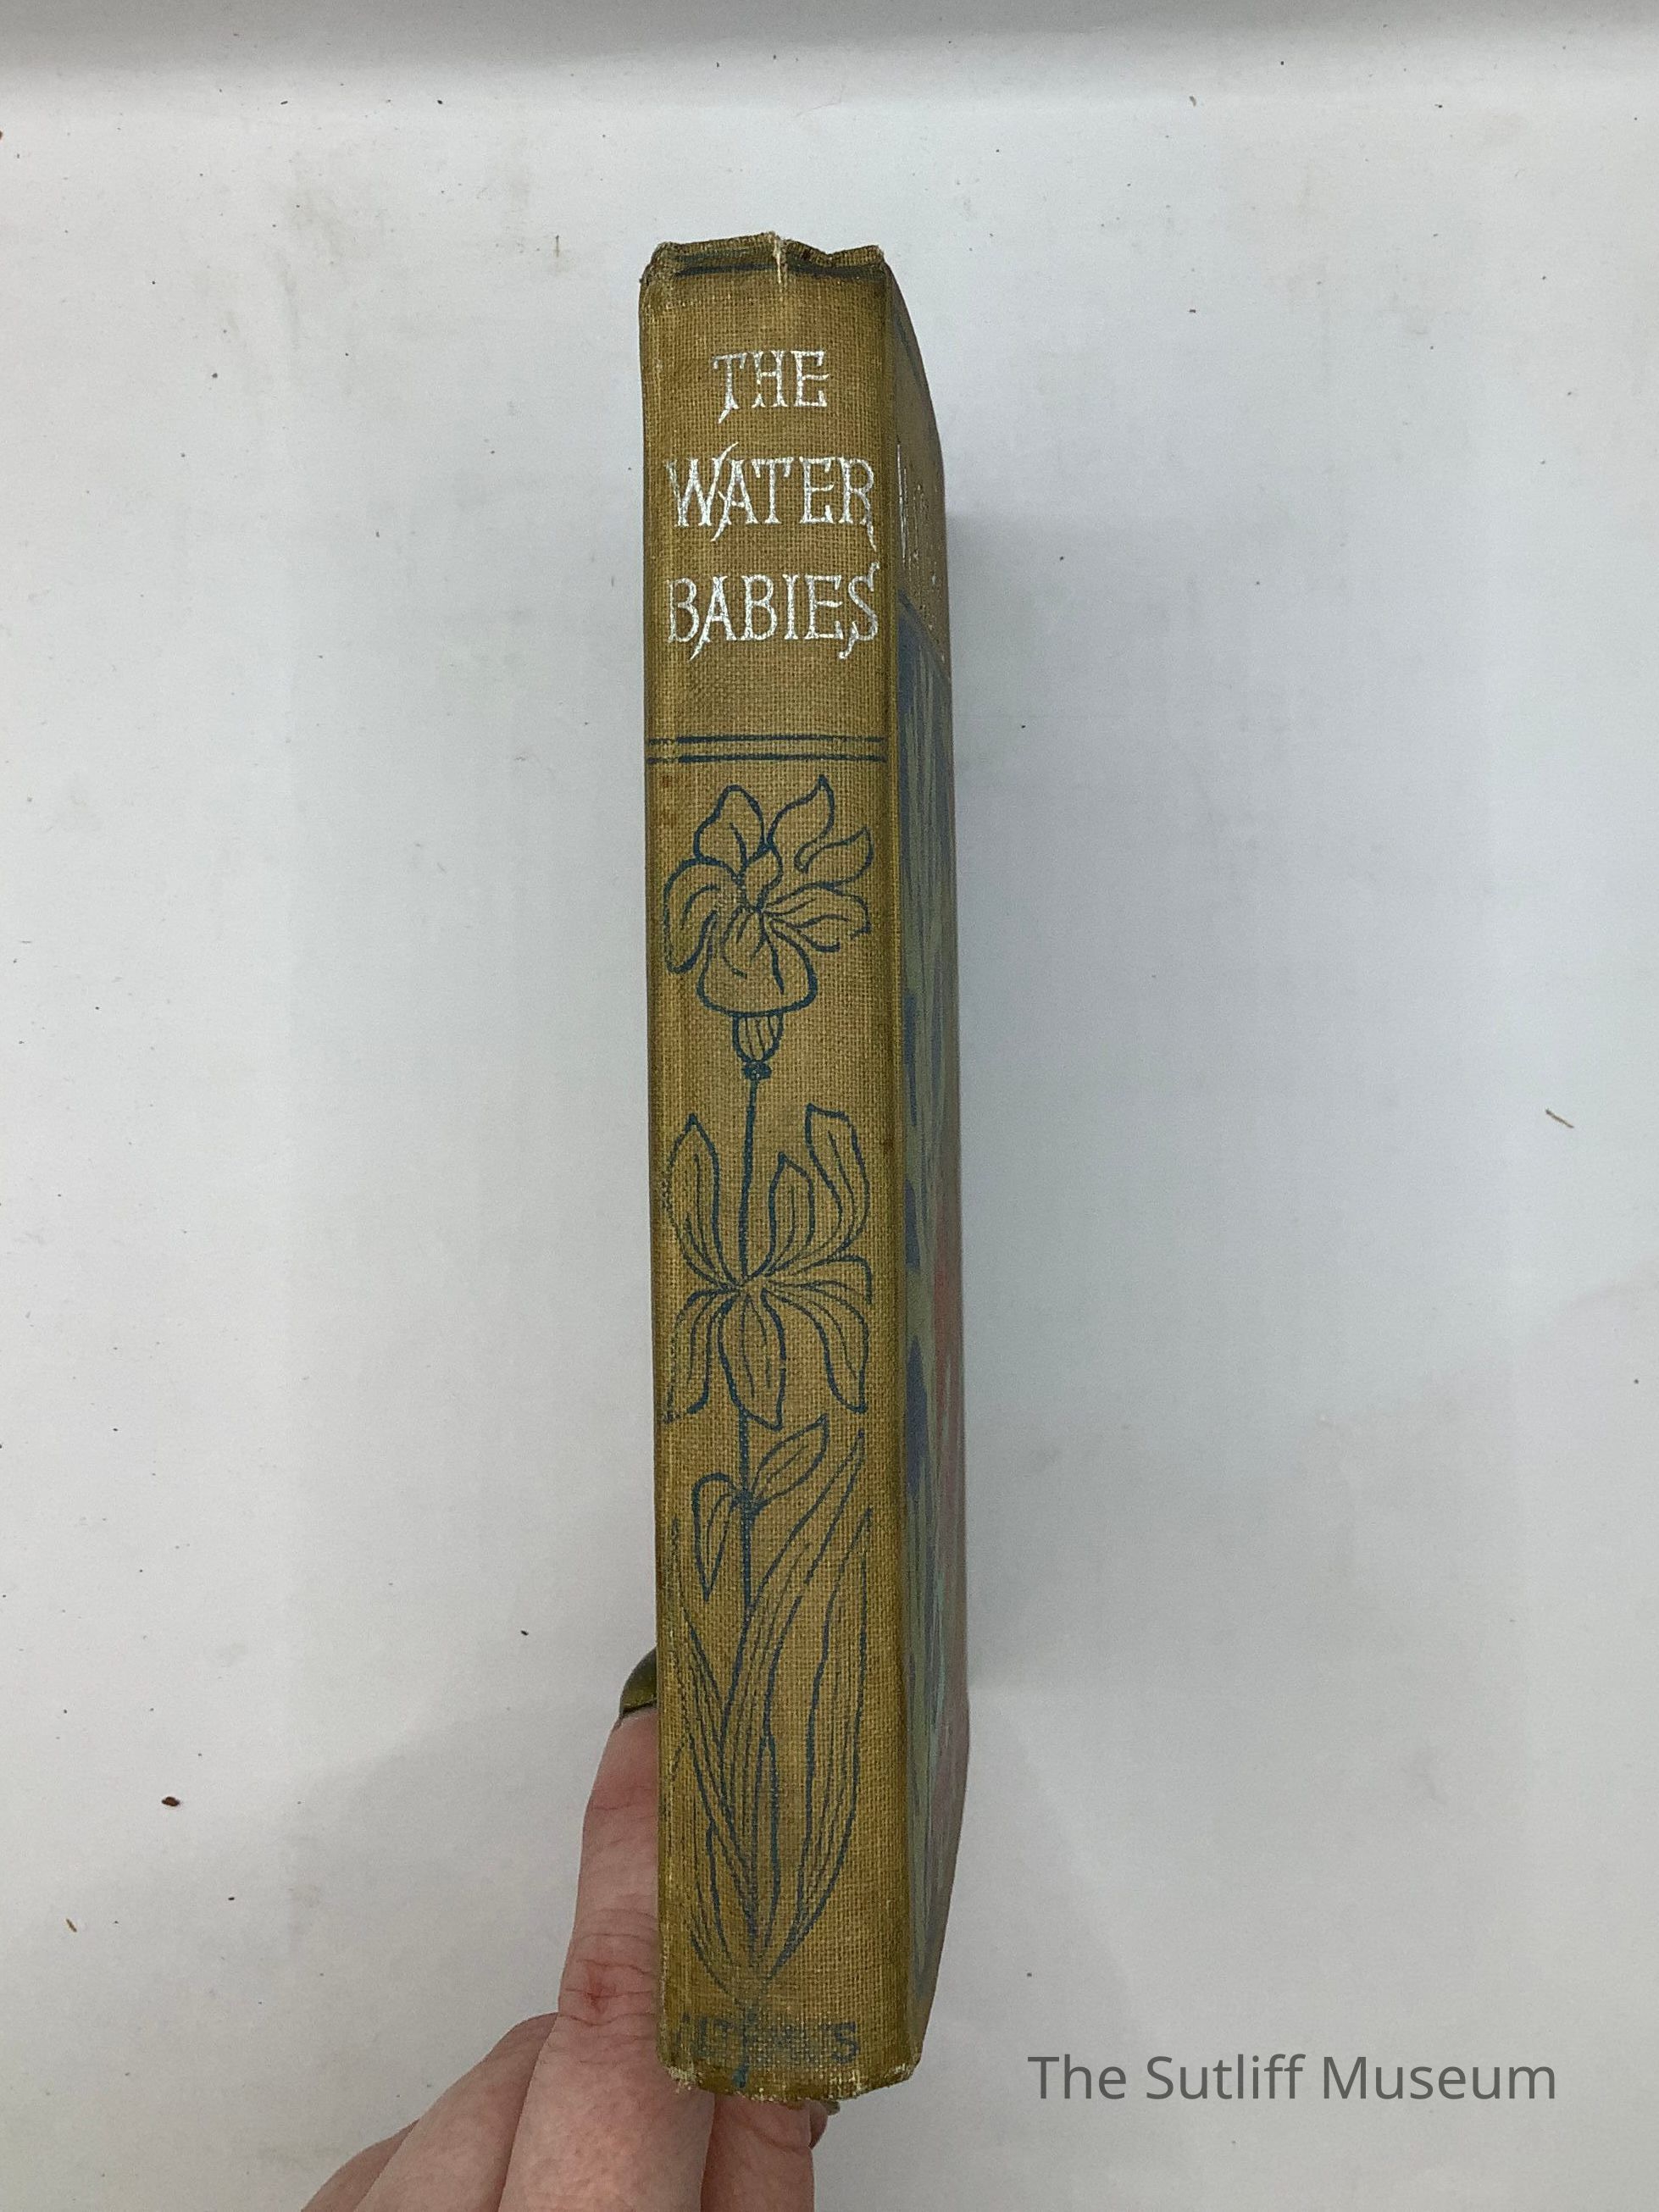 THE
WATER
BABIES
The Sutliff Museum